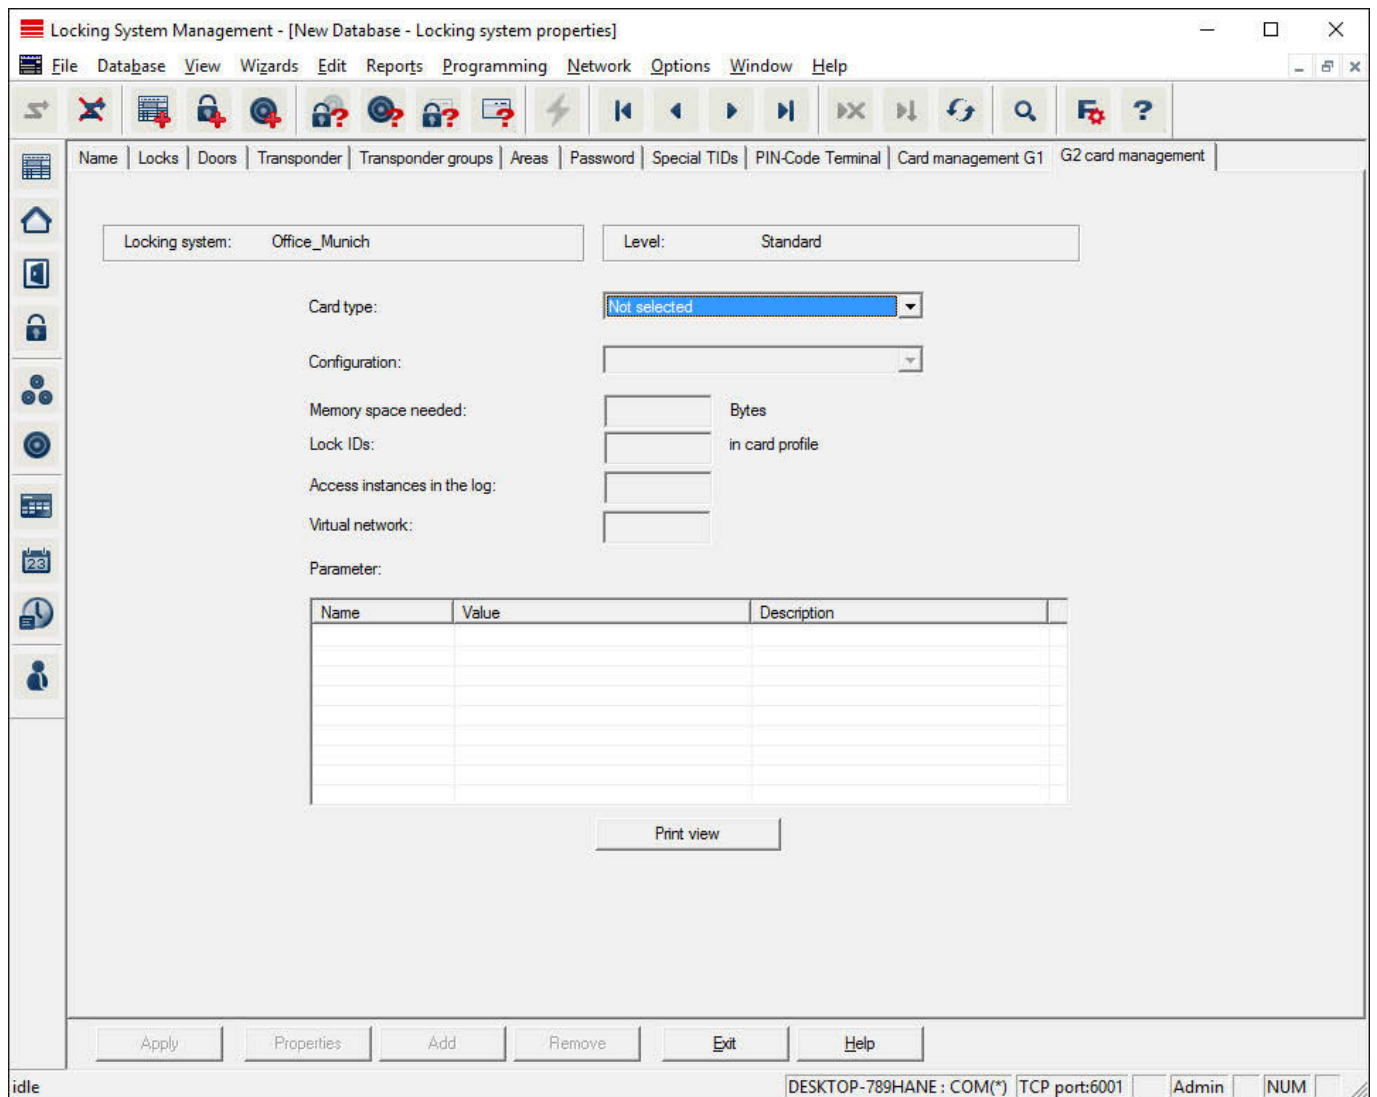 Locking System Management - [New Database - Locking system properties]
File Database View Wizards Edit Reports Programming Network Options Window Help
Name Locks Doors Transponder Transponder groups Areas Password Special TIDs PIN-Code Terminal Card management G1 G2 card management
Locking system: Office_Munich Level: Standard
Card type: Not selected
Configuration:
Memory space needed: Bytes
Lock IDs: in card profile
Access instances in the log:
Virtual network:
Parameter:
Name Value Description
Print view
Apply Properties Add Remove Exit Help
idle DESKTOP-789HANE : COM(*) TCP port:6001 Admin NUM